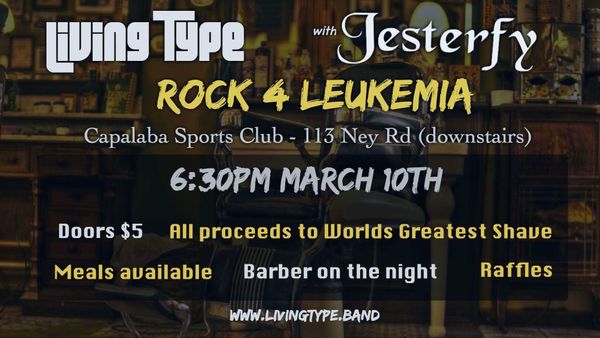 Living Type with Jesterfy
ROCK 4 LEUKEMIA
Capalaba Sports Club - 113 Ney Rd (downstairs)
6:30PM MARCH 10TH
Doors $5 All proceeds to Worlds Greatest Shave
Meals available Barber on the night Raffles
WWW.LIVINGTYPE.BAND